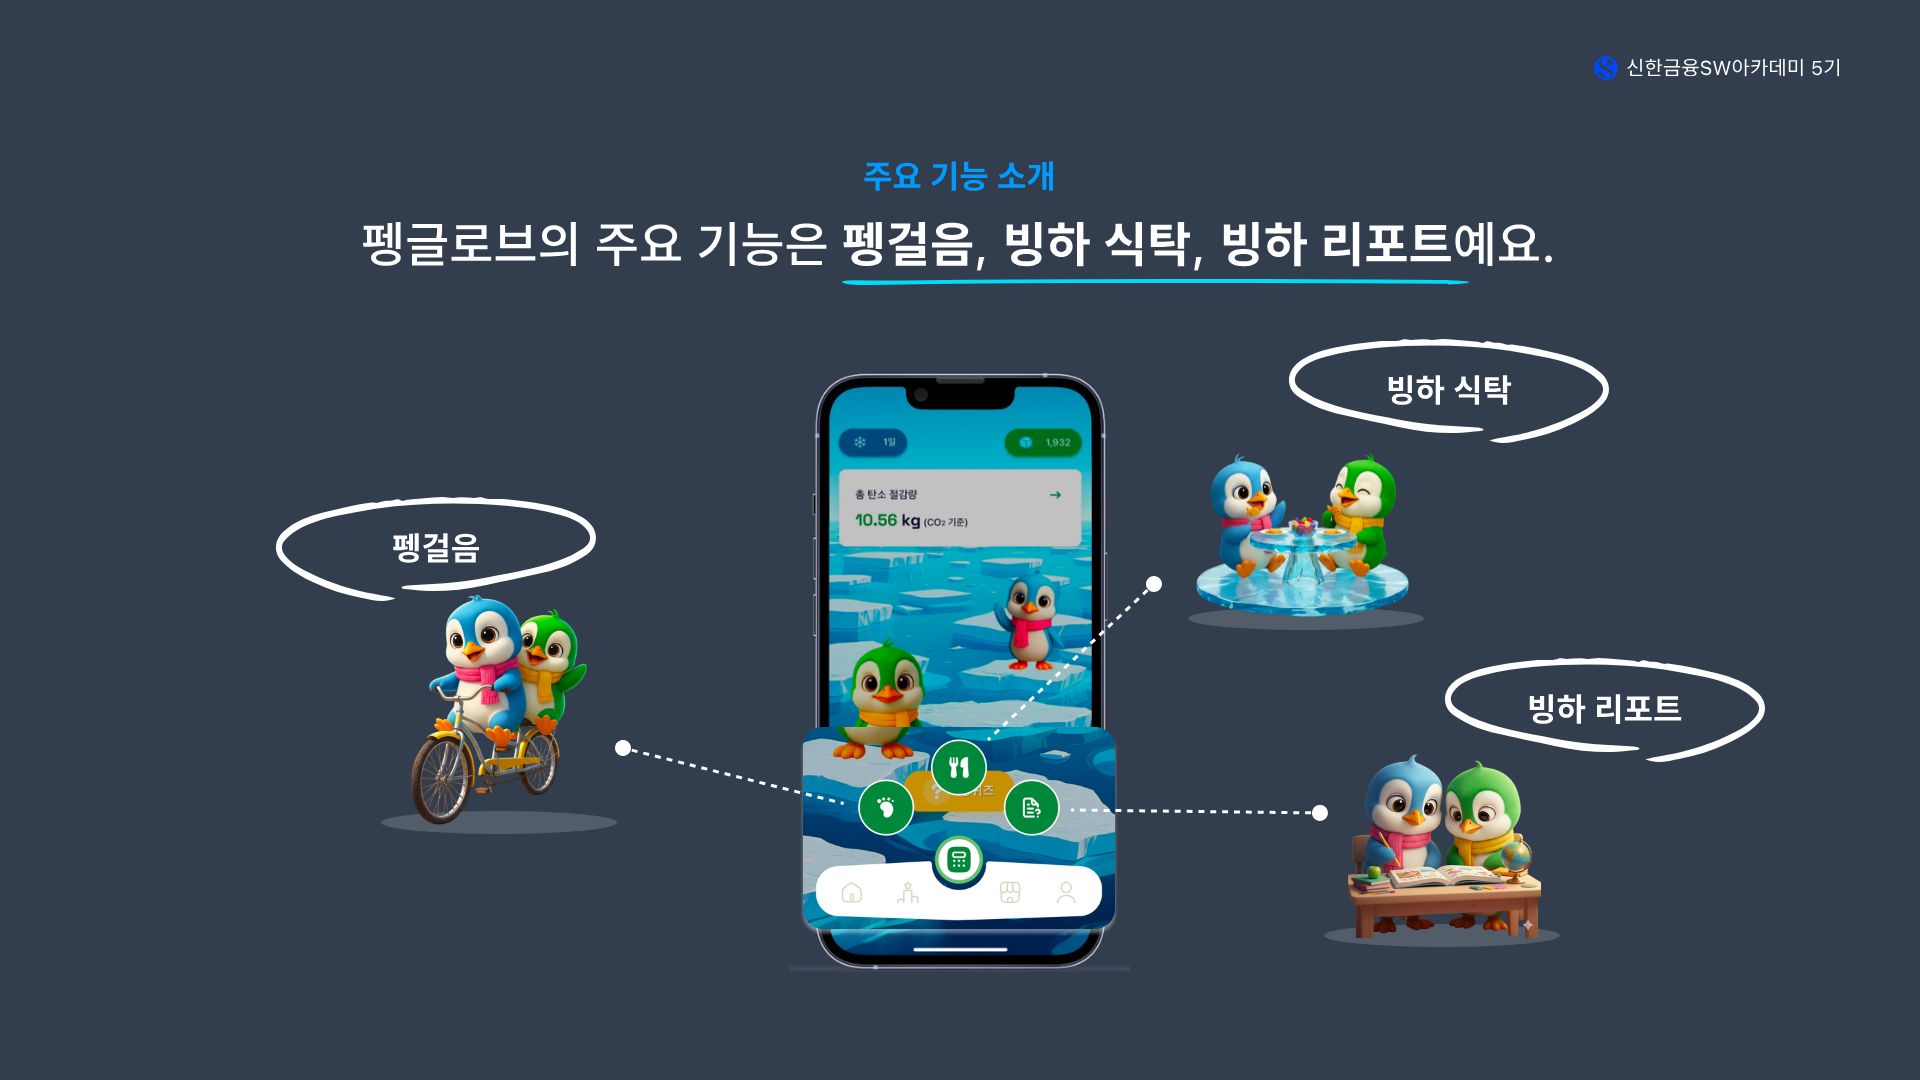 신한금융SW아카데미 5기
주요 기능 소개
펭글로브의 주요 기능은 펭걸음, 빙하 식탁, 빙하 리포트예요.
빙하 식탁
1일
1,932
총 탄소 절감량
10.56 kg (CO₂ 기준)
펭걸음
빙하 리포트